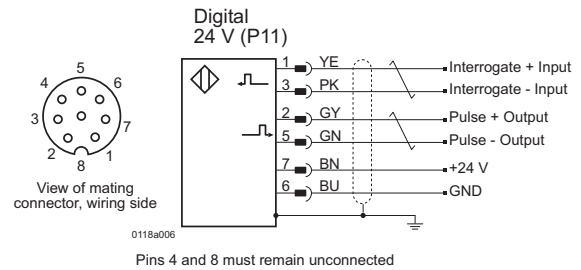 Digital
24 V (P11)
5
4 6
3 7
2 1
8
View of mating
connector, wiring side
1 YE Interrogate + Input
3 PK Interrogate - Input
2 GY Pulse + Output
5 GN Pulse - Output
7 BN +24 V
6 BU GND
0118a006
Pins 4 and 8 must remain unconnected